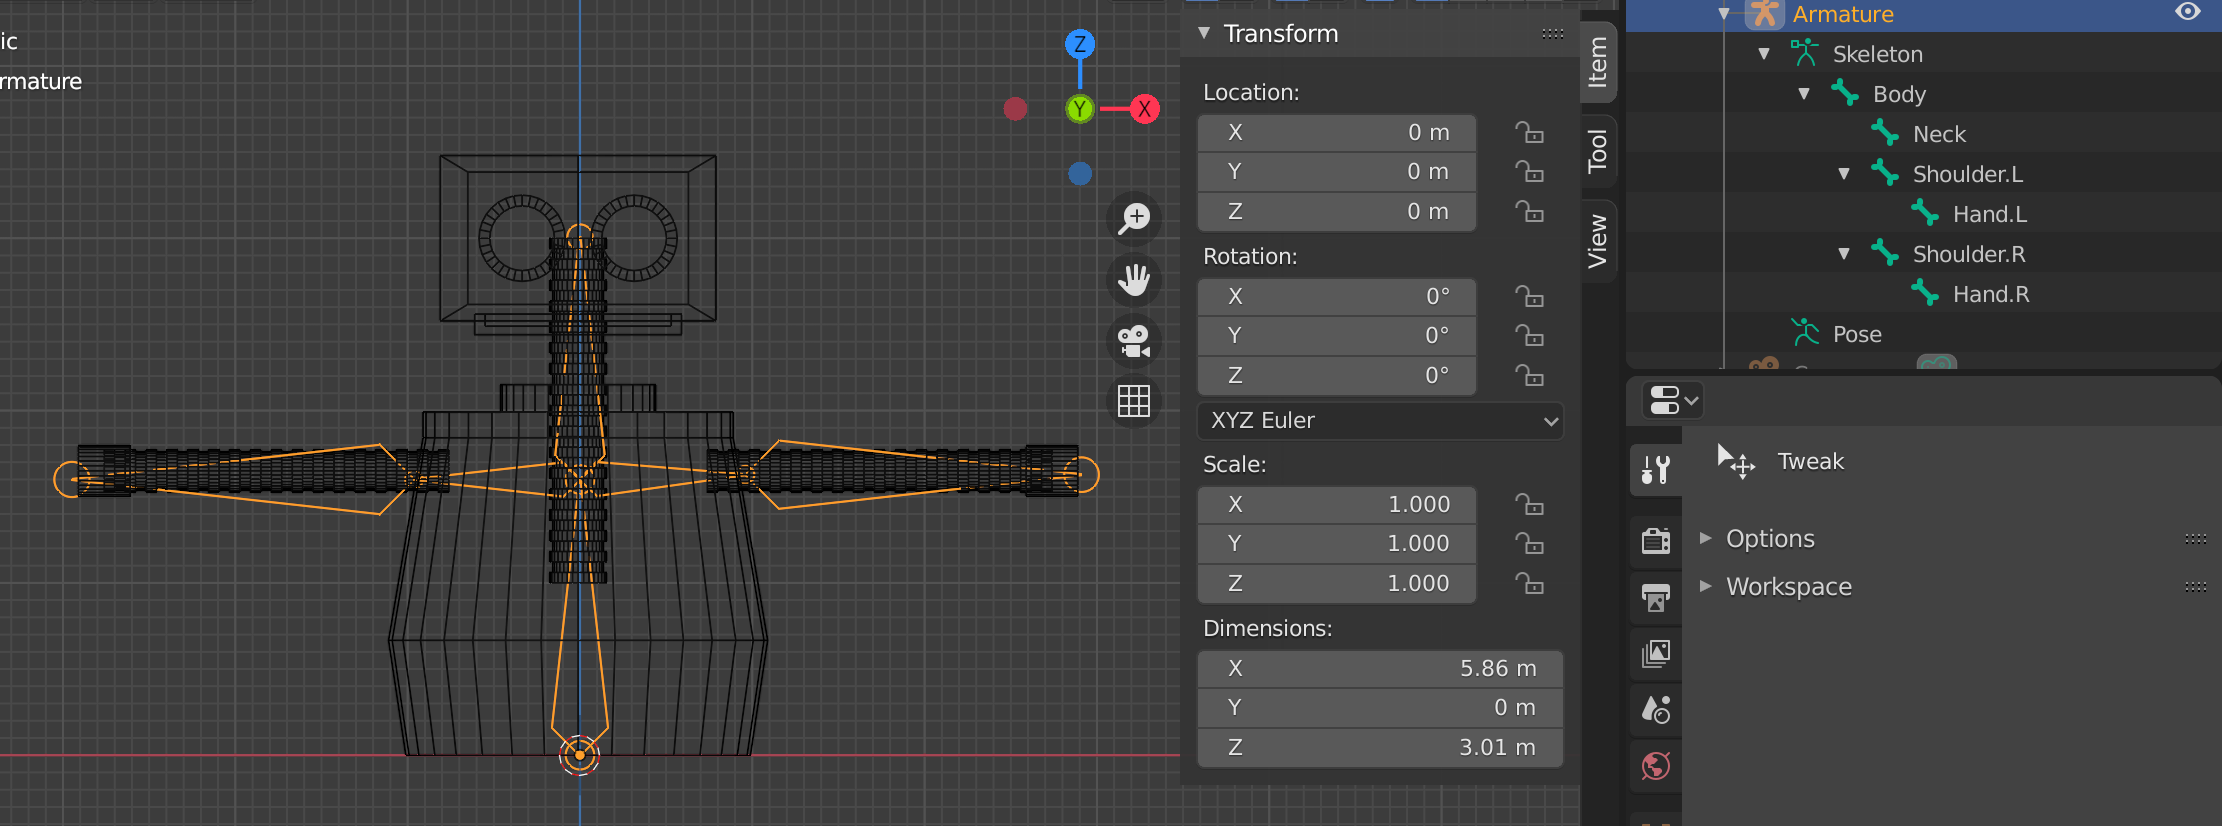 ic
rmature
Z
Y
X
Transform
Location:
X 0 m
Y 0 m
Z 0 m
Rotation:
X 0°
Y 0°
Z 0°
XYZ Euler
Scale:
X 1.000
Y 1.000
Z 1.000
Dimensions:
X 5.86 m
Y 0 m
Z 3.01 m
Item
Tool
View
Armature
Skeleton
Body
Neck
Shoulder.L
Hand.L
Shoulder.R
Hand.R
Pose
Tweak
Options
Workspace